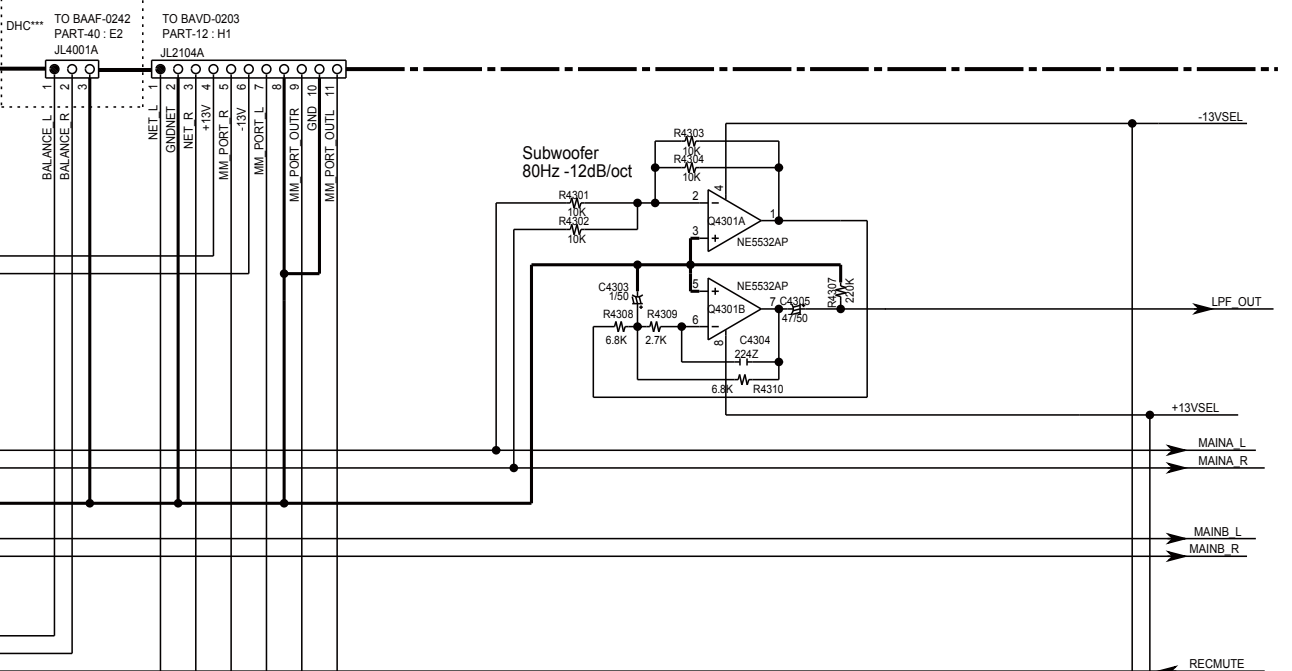 DHC***
TO BAAF-0242
PART-40 : E2
JL4001A
TO BAVD-0203
PART-12 : H1
JL2104A
1
2
3
1
2
3
4
5
6
7
8
9
10
11
BALANCE_L
BALANCE_R
NET_L
GNDNET
NET_R
+13V
MM_PORT_R
-13V
MM_PORT_L
MM_PORT_OUTR
GND
MM_PORT_OUTL
-13VSEL
Subwoofer
80Hz -12dB/oct
R4303
10K
R4304
10K
R4301
10K
R4302
10K
2
3
4
1
Q4301A
NE5532AP
C4303
1/50
R4308
6.8K
R4309
2.7K
5
6
8
7
NE5532AP
Q4301B
C4305
47/50
R4307
220K
C4304
224Z
6.8K
R4310
LPF_OUT
+13VSEL
MAINA_L
MAINA_R
MAINB_L
MAINB_R
RECMUTE